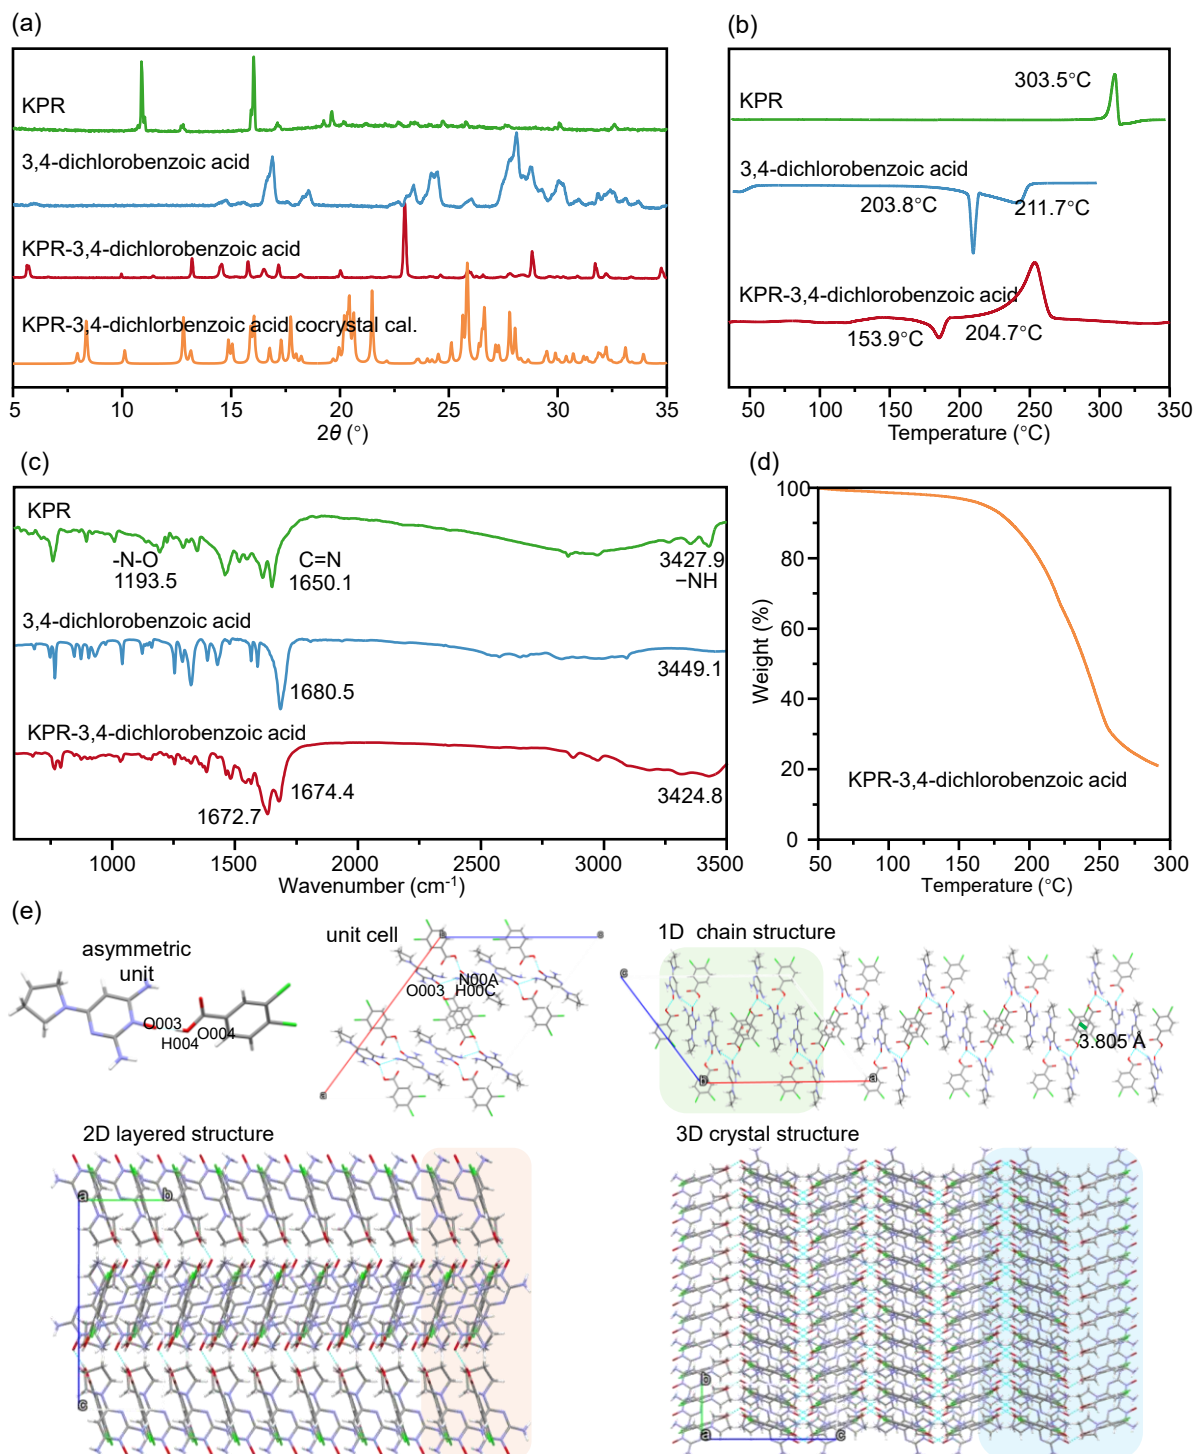 (a)
KPR
3,4-dichlorobenzoic acid
KPR-3,4-dichlorobenzoic acid
KPR-3,4-dichlorbenzoic acid cocrystal cal.
5 10 15 20 25 30 35
2θ (°)
(b)
KPR
303.5°C
3,4-dichlorobenzoic acid
203.8°C
211.7°C
KPR-3,4-dichlorobenzoic acid
153.9°C
204.7°C
50 100 150 200 250 300 350
Temperature (°C)
(c)
KPR
-N-O
1193.5
C=N
1650.1
3427.9
−NH
3,4-dichlorobenzoic acid
1680.5
3449.1
KPR-3,4-dichlorobenzoic acid
1672.7
1674.4
3424.8
1000 1500 2000 2500 3000 3500
Wavenumber (cm-1)
(d)
100
80
60
40
20
0
Weight (%)
KPR-3,4-dichlorobenzoic acid
50 100 150 200 250 300
Temperature (°C)
(e)
asymmetric
unit
O003
O004
H004
unit cell
N00A
O003 H00C
c
a
1D chain structure
c
b
a
3.805 Å
2D layered structure
a
b
c
3D crystal structure
b
a
c